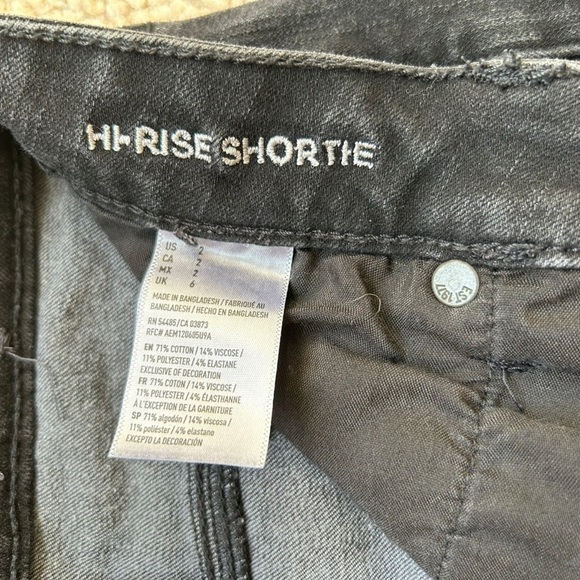 HI-RISE SHORTIE
US 2
CA 2
MX 2
UK 6
MADE IN BANGLADESH / FABRIQUÉ AU
BANGLADESH / HECHO EN BANGLADESH
RN 54485/CA 03873
RFC# AEM120405U9A
EN 71% COTTON / 14% VISCOSE /
11% POLYESTER / 4% ELASTANE
EXCLUSIVE OF DECORATION
FR 71% COTON / 14% VISCOSE /
11% POLYESTER / 4% ÉLASTHANNE
À L'EXCEPTION DE LA GARNITURE
SP 71% algodón / 14% viscosa /
11% poliéster / 4% elastano
EXCEPTO LA DECORACIÓN
EST. 1977